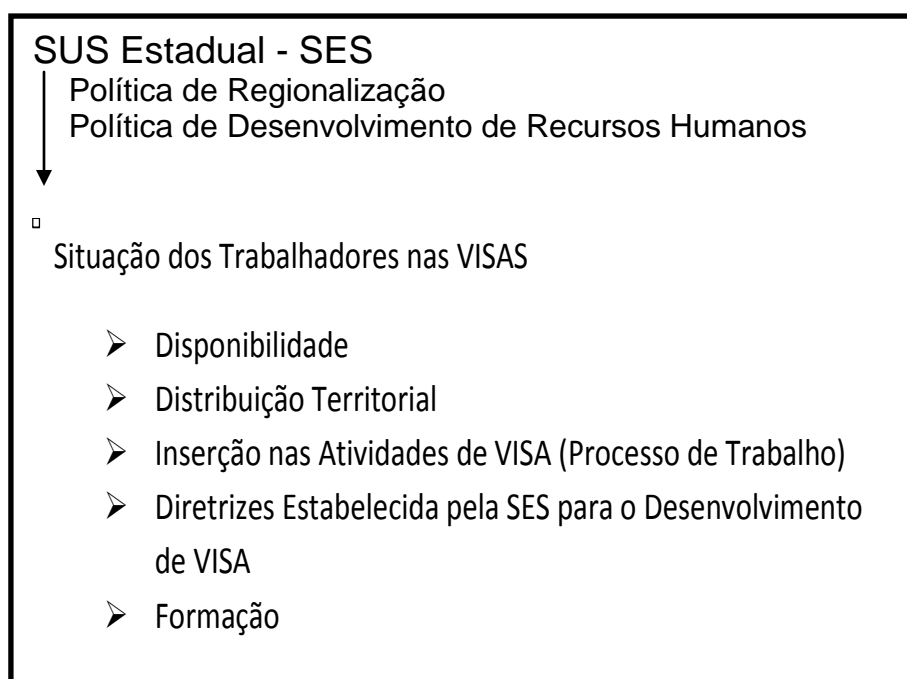 SUS Estadual - SES
Política de Regionalização
Política de Desenvolvimento de Recursos Humanos
Situação dos Trabalhadores nas VISAS
➢ Disponibilidade
➢ Distribuição Territorial
➢ Inserção nas Atividades de VISA (Processo de Trabalho)
➢ Diretrizes Estabelecida pela SES para o Desenvolvimento
de VISA
➢ Formação